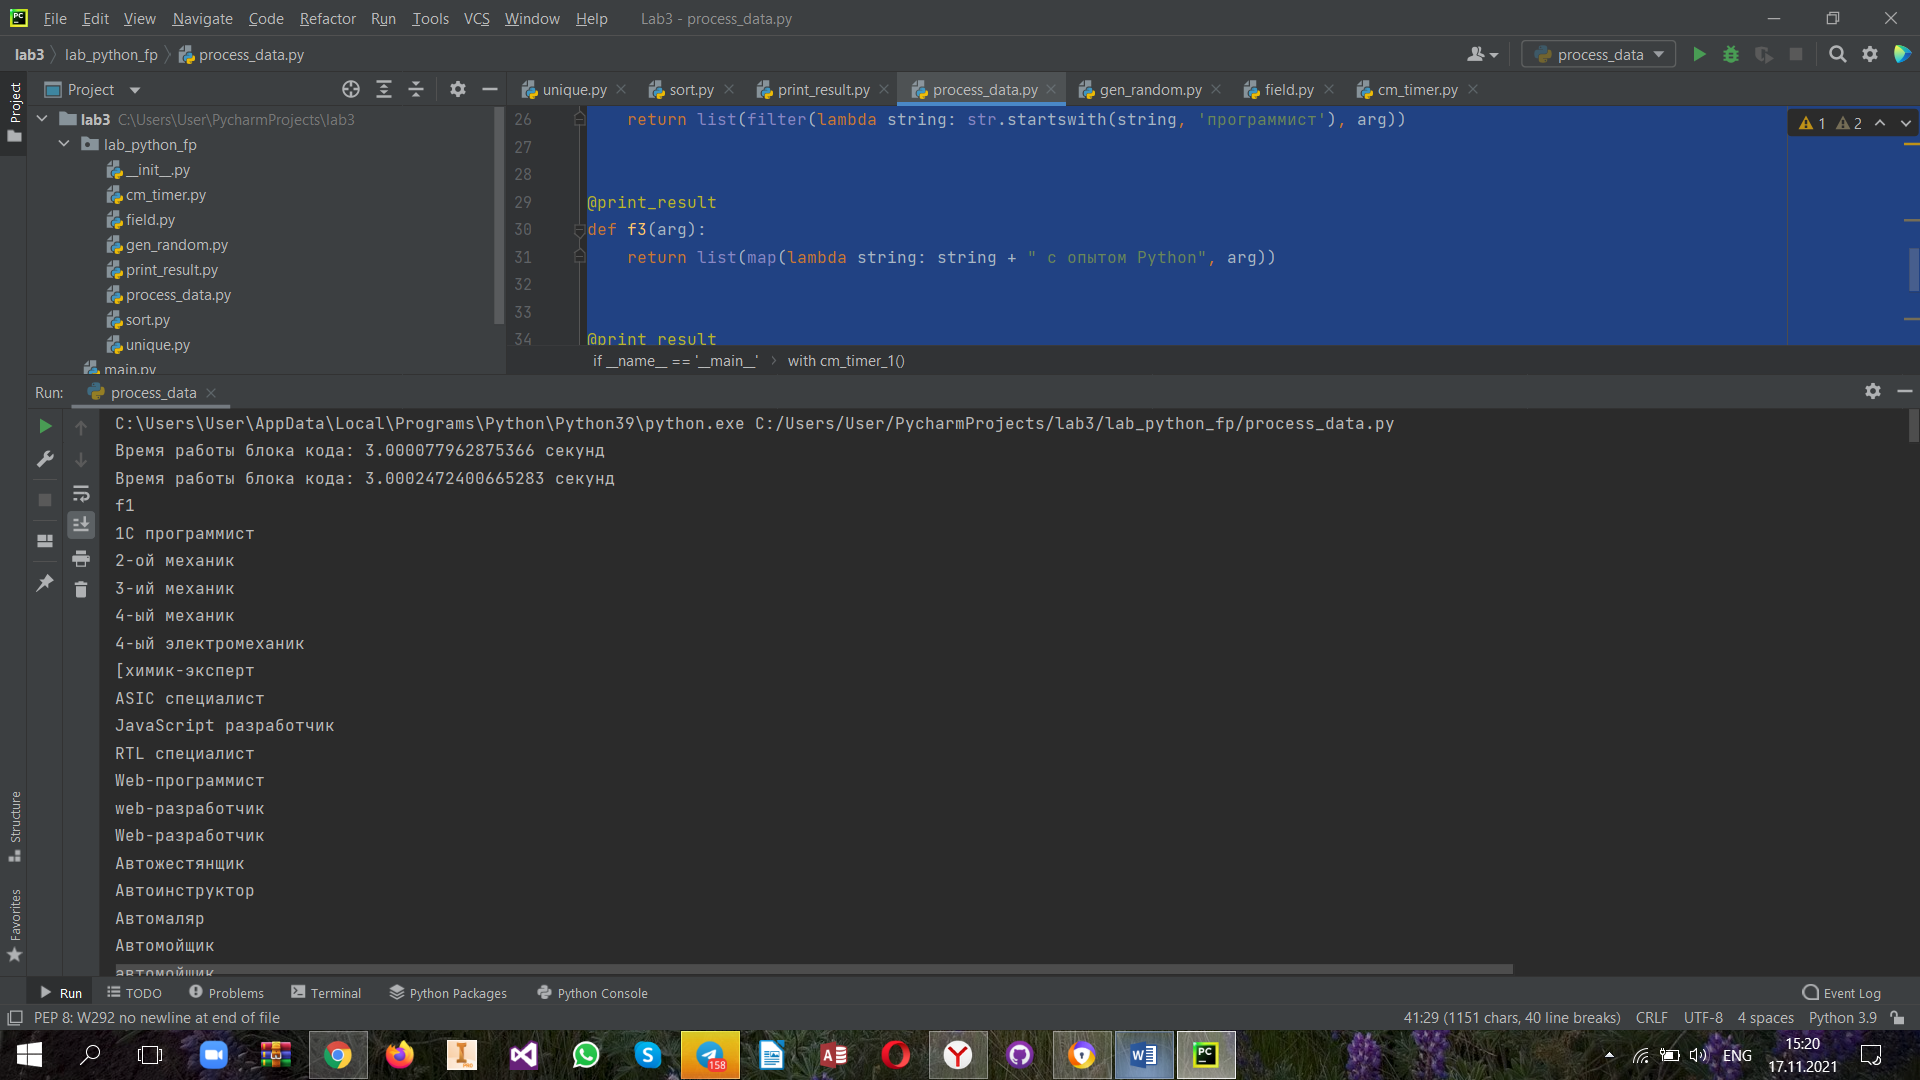 File Edit View Navigate Code Refactor Run Tools VCS Window Help Lab3 - process_data.py
lab3 lab_python_fp process_data.py
process_data
Project
Project
unique.py sort.py print_result.py process_data.py gen_random.py field.py cm_timer.py
lab3 C:\Users\User\PycharmProjects\lab3
lab_python_fp
__init__.py
cm_timer.py
field.py
gen_random.py
print_result.py
process_data.py
sort.py
unique.py
main.py
26 return list(filter(lambda string: str.startswith(string, 'программист'), arg))
1 2
27
28
29 @print_result
30 def f3(arg):
31 return list(map(lambda string: string + " с опытом Python", arg))
32
33
34 @print_result
if __name__ == '__main__' with cm_timer_1()
Run: process_data
C:\Users\User\AppData\Local\Programs\Python\Python39\python.exe C:/Users/User/PycharmProjects/lab3/lab_python_fp/process_data.py
Время работы блока кода: 3.000077962875366 секунд
Время работы блока кода: 3.0002472400665283 секунд
f1
1С программист
2-ой механик
3-ий механик
4-ый механик
4-ый электромеханик
[химик-эксперт
ASIC специалист
JavaScript разработчик
RTL специалист
Web-программист
web-разработчик
Web-разработчик
Автожестянщик
Автоинструктор
Автомаляр
Автомойщик
автомойщик
Structure
Favorites
Run TODO Problems Terminal Python Packages Python Console Event Log
PEP 8: W292 no newline at end of file
41:29 (1151 chars, 40 line breaks) CRLF UTF-8 4 spaces Python 3.9
158
PC
ENG
15:20
17.11.2021